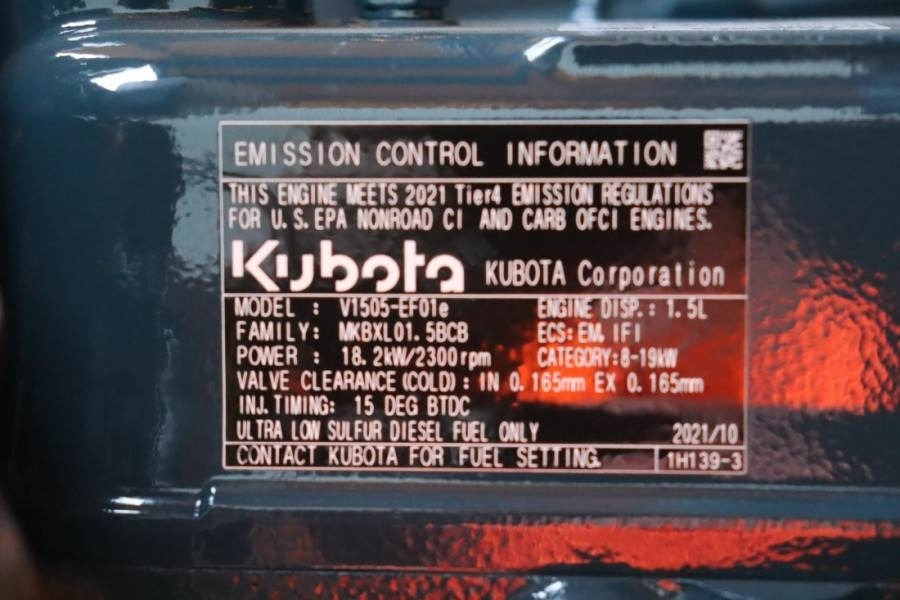 EMISSION CONTROL INFORMATION
THIS ENGINE MEETS 2021 Tier4 EMISSION REGULATIONS
FOR U.S. EPA NONROAD CI AND CARB OFCI ENGINES.
Kubota KUBOTA Corporation
MODEL : V1505-EF01e ENGINE DISP.: 1.5L
FAMILY: MKBXL01.5BCB ECS: EM, IFI
POWER : 18.2kW/2300rpm CATEGORY:8-19kW
VALVE CLEARANCE (COLD) : IN 0.165mm EX 0.165mm
INJ. TIMING: 15 DEG BTDC
ULTRA LOW SULFUR DIESEL FUEL ONLY 2021/10
CONTACT KUBOTA FOR FUEL SETTING. 1H139-3